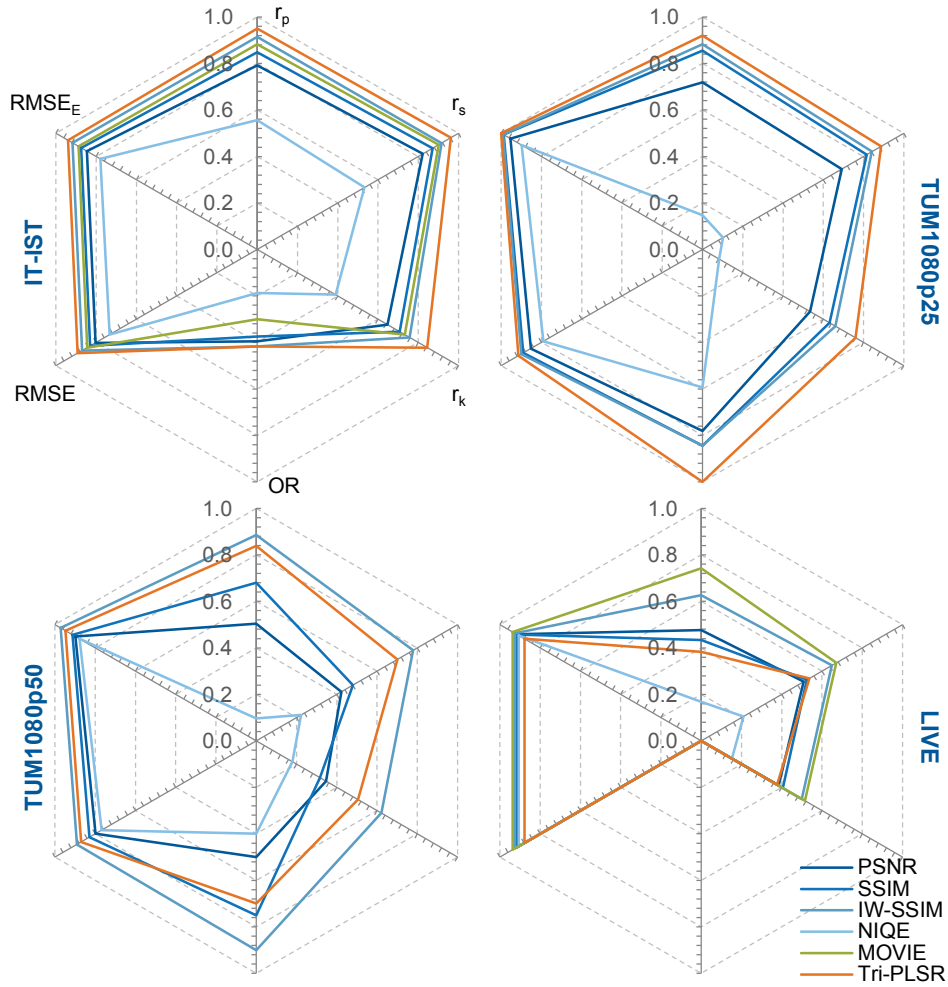 1.0
r_p
0.8
RMSE_E
r_s
0.6
0.4
0.2
0.0
IT-IST
RMSE
r_k
OR
1.0
0.8
0.6
0.4
0.2
0.0
TUM1080p25
1.0
0.8
0.6
0.4
0.2
0.0
TUM1080p50
1.0
0.8
0.6
0.4
0.2
0.0
LIVE
PSNR
SSIM
IW-SSIM
NIQE
MOVIE
Tri-PLSR